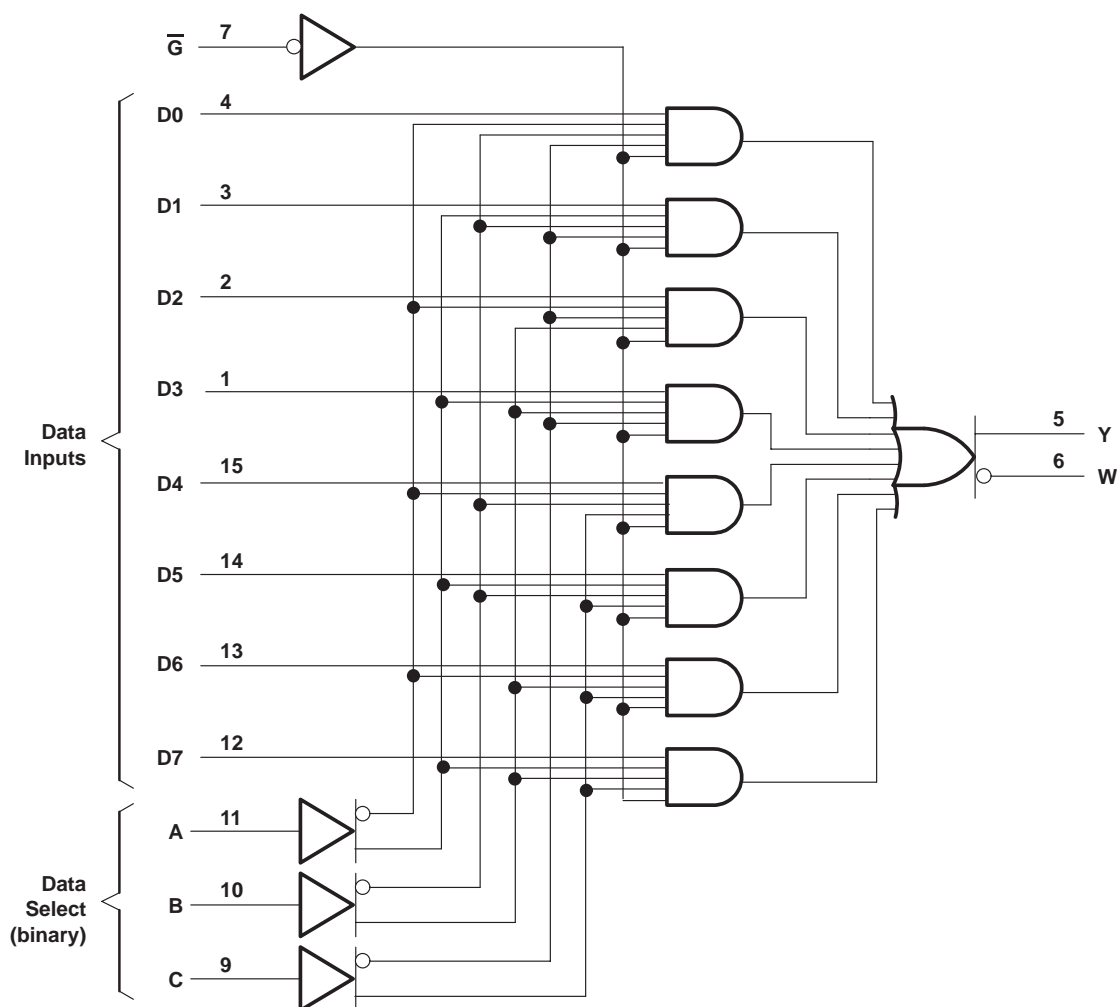 G̅ 7
D0 4
D1 3
D2 2
D3 1
Data
Inputs
5 Y
6 W
D4 15
D5 14
D6 13
D7 12
A 11
Data
Select
(binary)
B 10
C 9